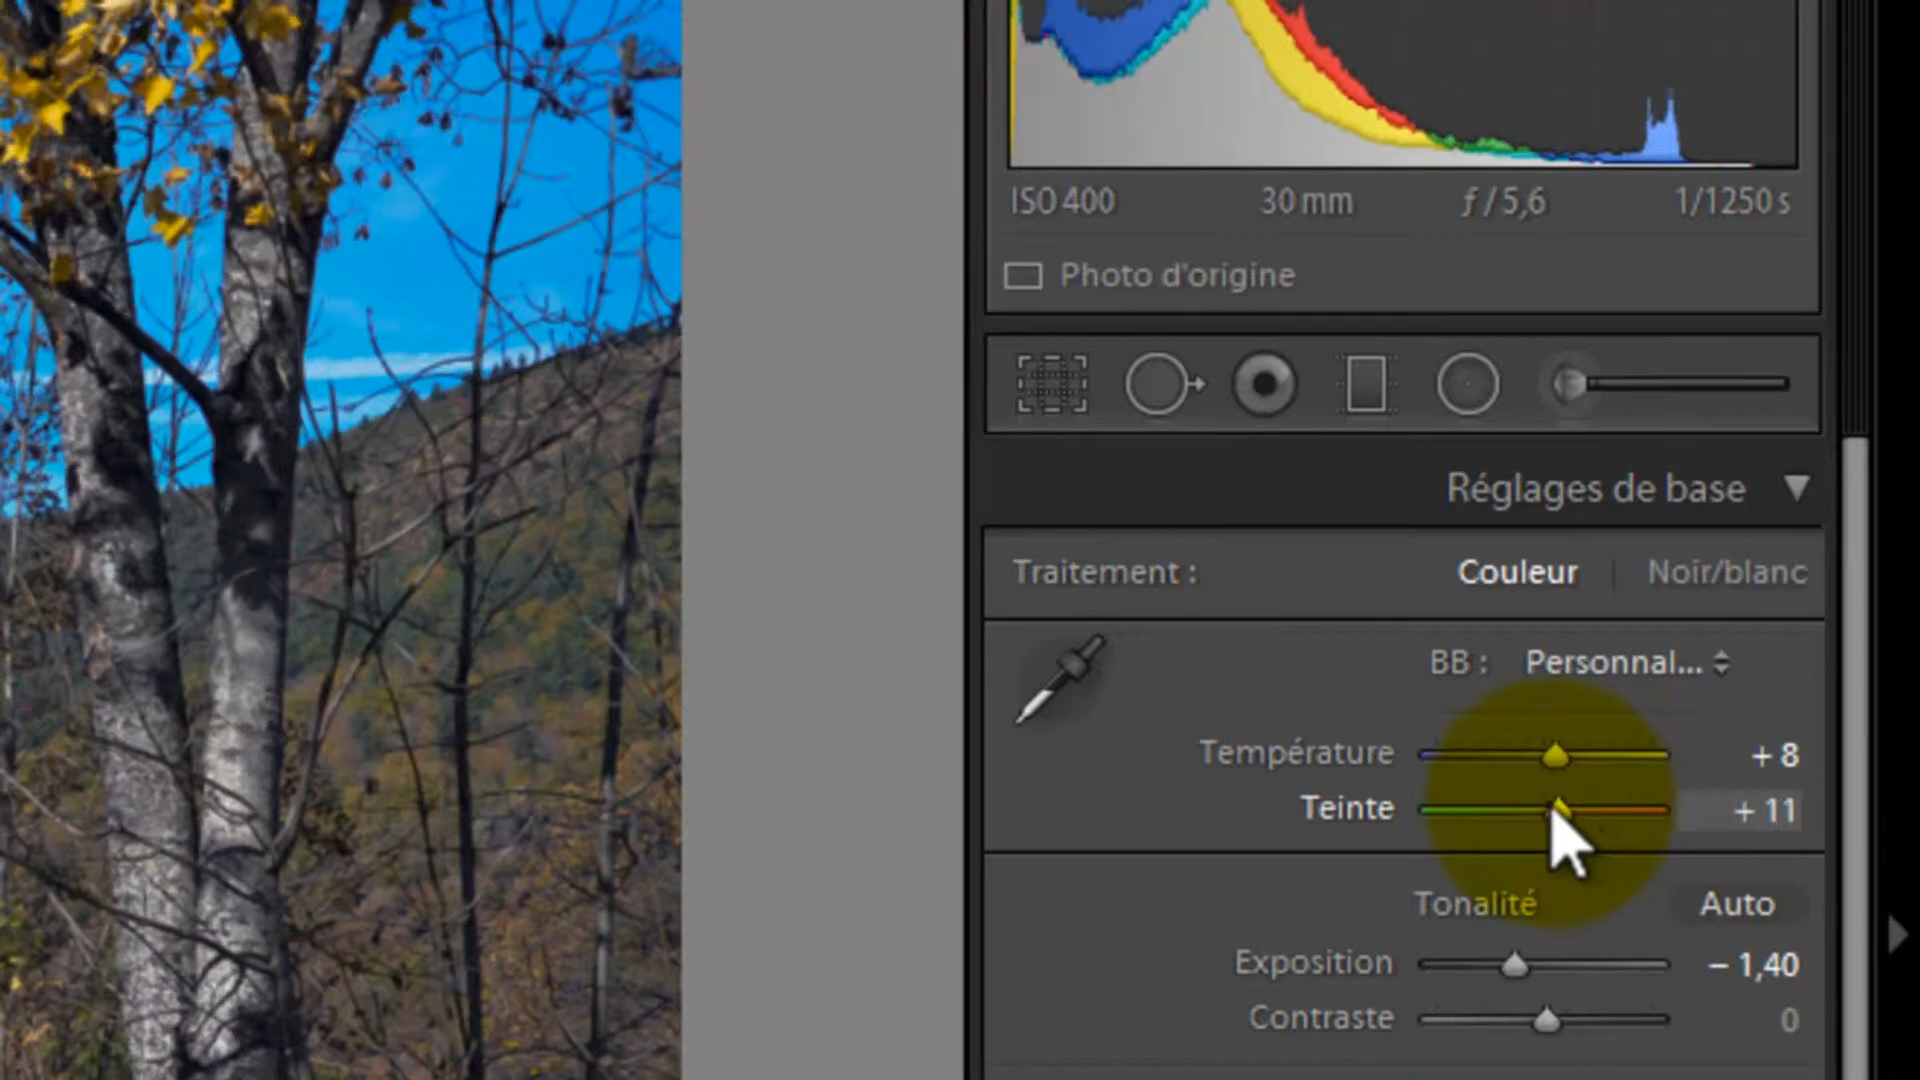 ISO 400 30 mm ƒ / 5,6 1/1250 s
Photo d'origine
Réglages de base
Traitement : Couleur Noir/blanc
BB : Personnal...
Température + 8
Teinte + 11
Tonalité Auto
Exposition – 1,40
Contraste 0